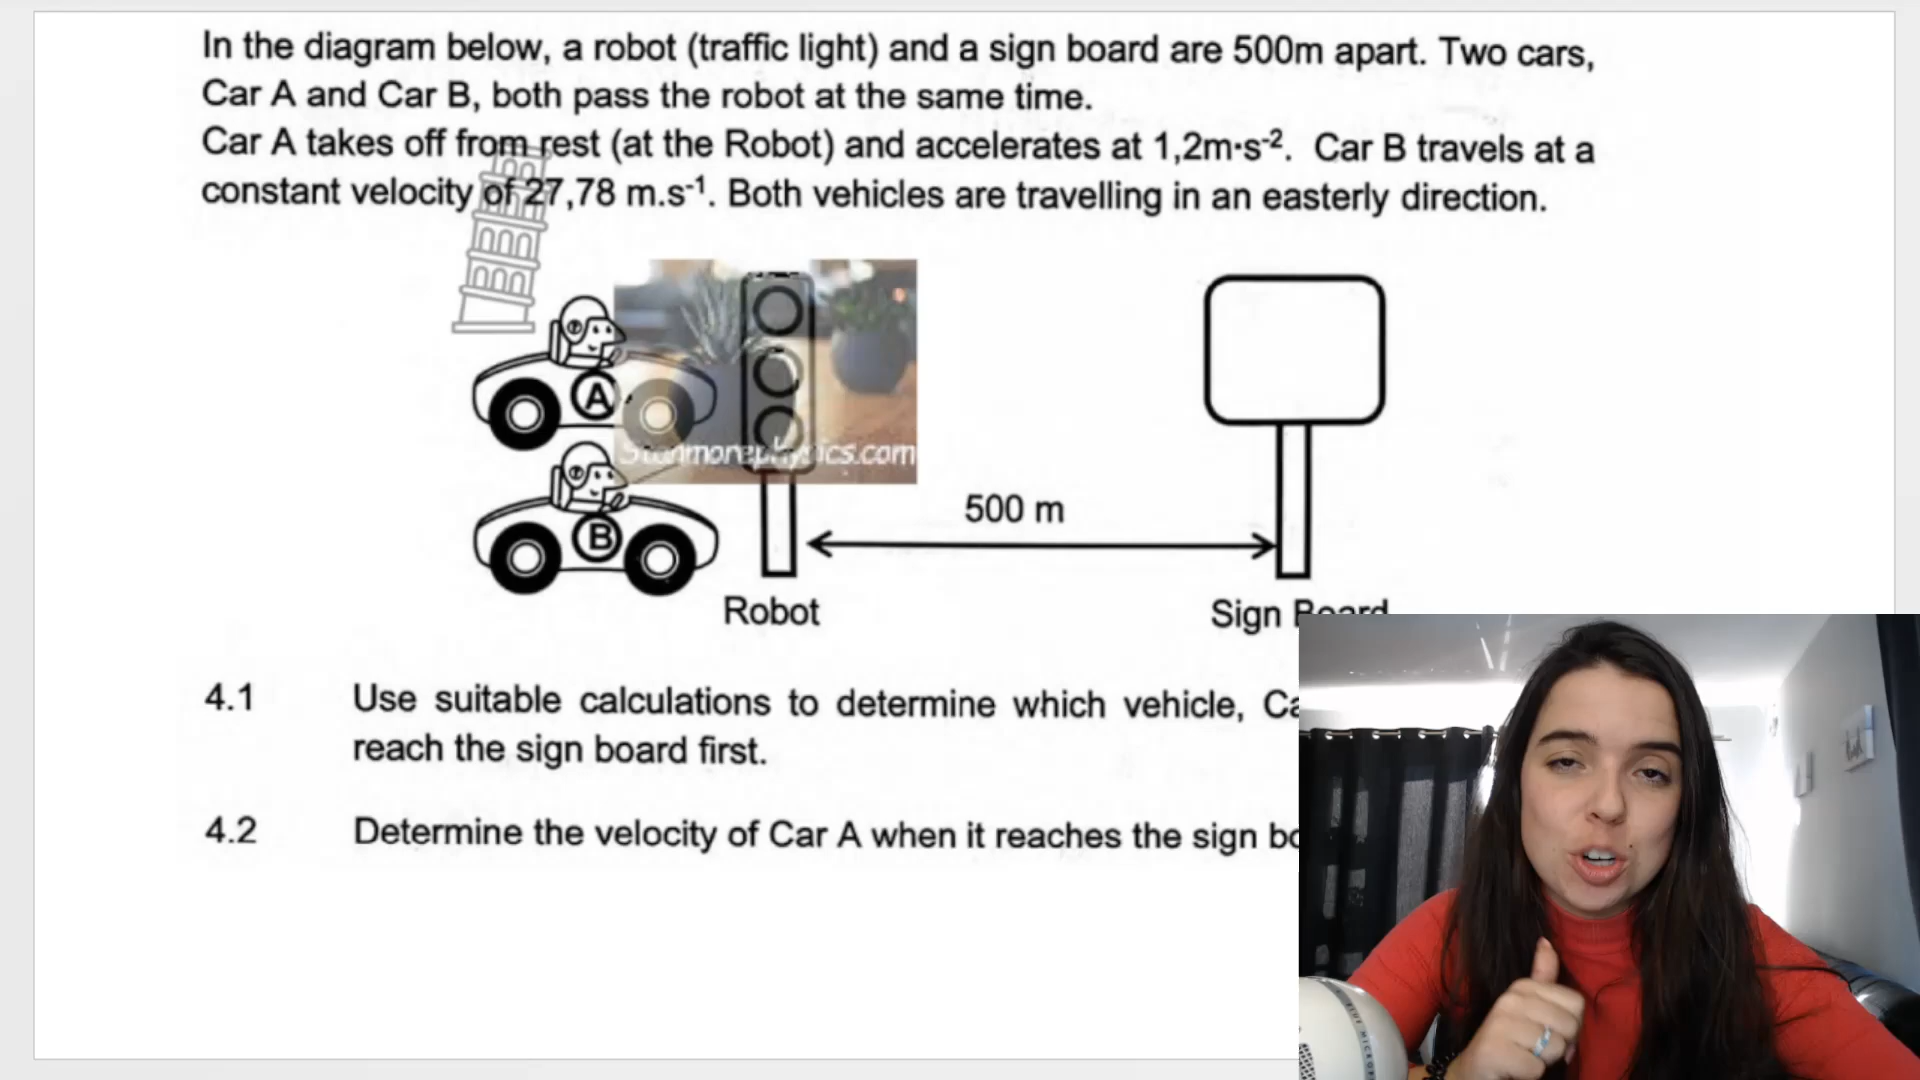 In the diagram below, a robot (traffic light) and a sign board are 500m apart. Two cars,
Car A and Car B, both pass the robot at the same time.
Car A takes off from rest (at the Robot) and accelerates at 1,2m·s-². Car B travels at a
constant velocity of 27,78 m.s-¹. Both vehicles are travelling in an easterly direction.
A
Stanmorephysics.com
B
500 m
Robot
Sign Board
4.1 Use suitable calculations to determine which vehicle,
reach the sign board first.
4.2 Determine the velocity of Car A when it reaches the sign